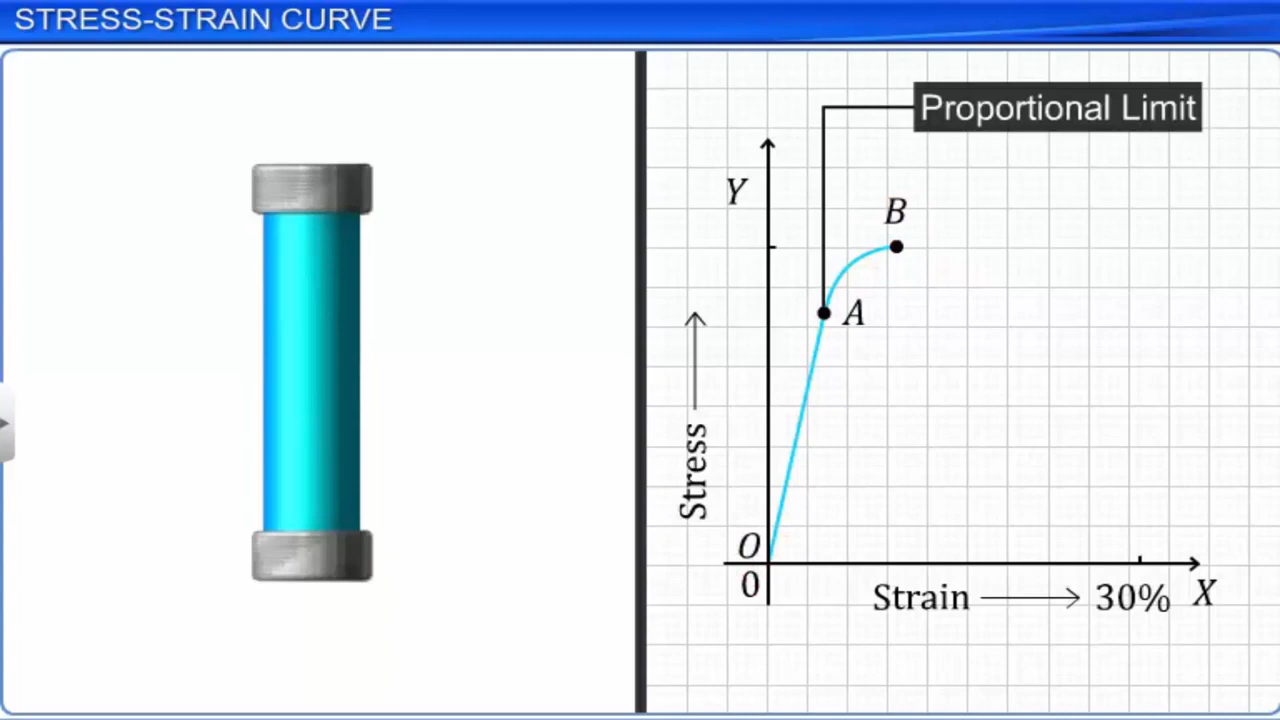 STRESS-STRAIN CURVE
Proportional Limit
Y
B
A
Stress
O
0
Strain
30%
X